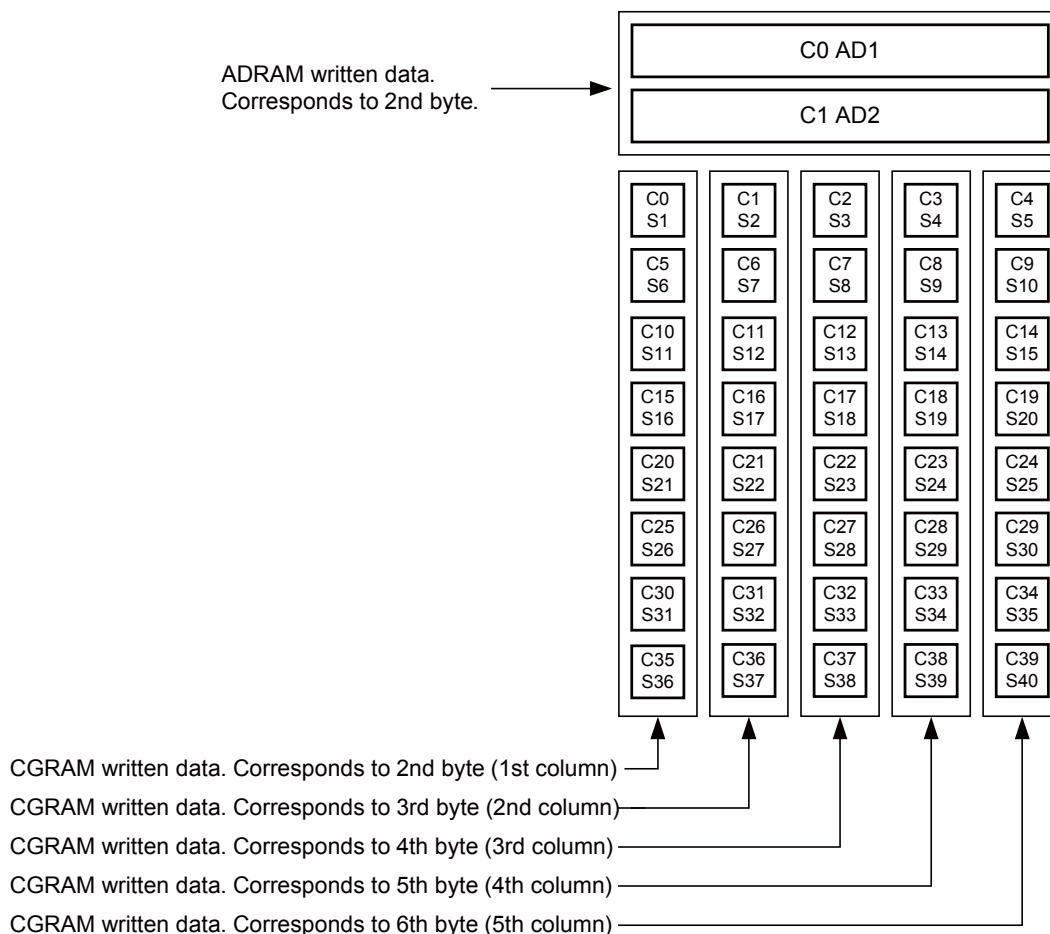 C0 AD1
ADRAM written data.
Corresponds to 2nd byte.
C1 AD2
C0 C1 C2 C3 C4
S1 S2 S3 S4 S5
C5 C6 C7 C8 C9
S6 S7 S8 S9 S10
C10 C11 C12 C13 C14
S11 S12 S13 S14 S15
C15 C16 C17 C18 C19
S16 S17 S18 S19 S20
C20 C21 C22 C23 C24
S21 S22 S23 S24 S25
C25 C26 C27 C28 C29
S26 S27 S28 S29 S30
C30 C31 C32 C33 C34
S31 S32 S33 S34 S35
C35 C36 C37 C38 C39
S36 S37 S38 S39 S40
CGRAM written data. Corresponds to 2nd byte (1st column)
CGRAM written data. Corresponds to 3rd byte (2nd column)
CGRAM written data. Corresponds to 4th byte (3rd column)
CGRAM written data. Corresponds to 5th byte (4th column)
CGRAM written data. Corresponds to 6th byte (5th column)